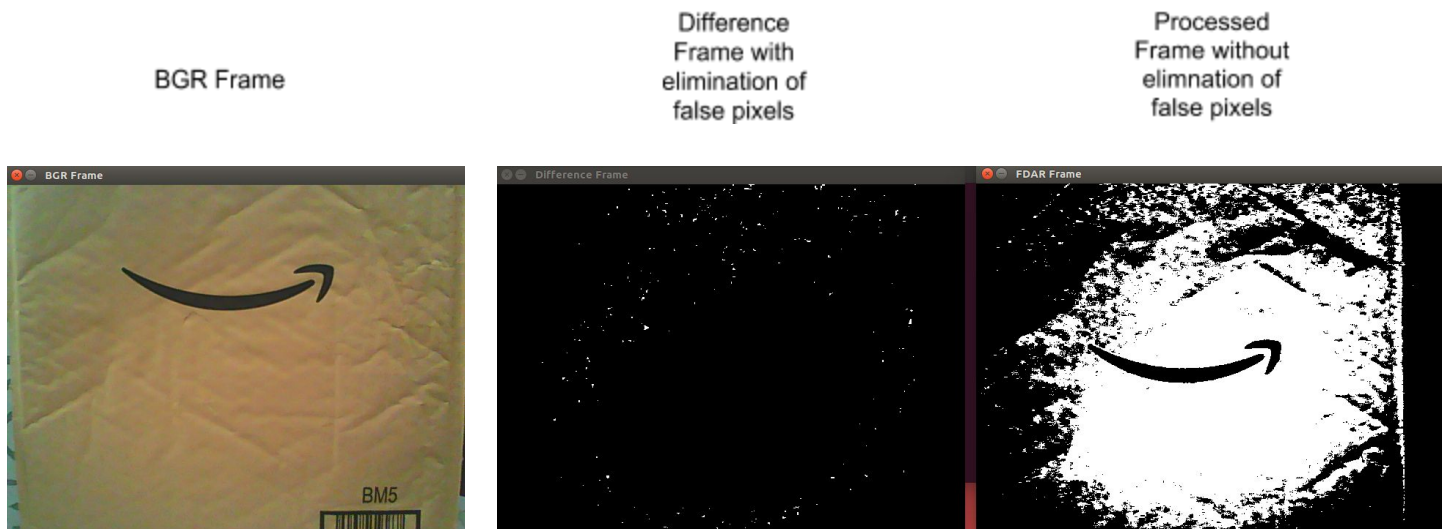 BGR Frame
Difference
Frame with
elimination of
false pixels
Processed
Frame without
elimnation of
false pixels
BGR Frame
Difference Frame
FDAR Frame
BM5